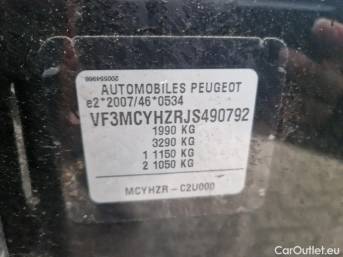 200554966
AUTOMOBILES PEUGEOT
e2*2007/46*0534
VF3MCYHZRJS490792
1990 KG
3290 KG
1 1150 KG
2 1050 KG
MCYHZR - C2U000
CarOutlet.eu